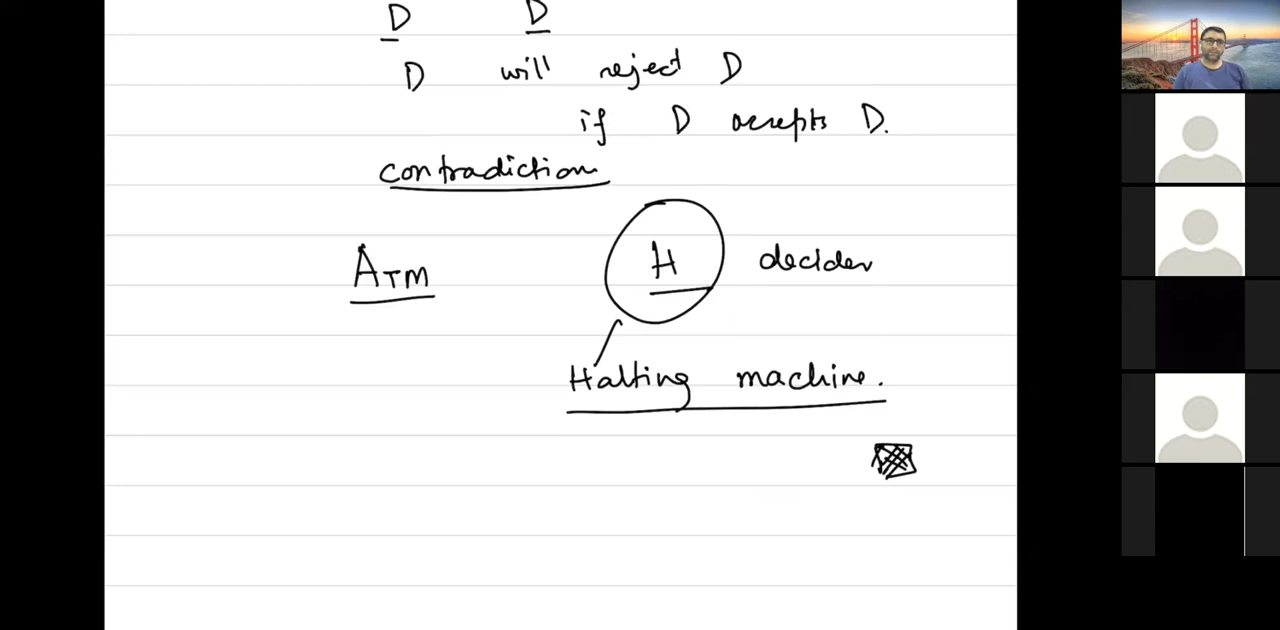 D D
D will reject D
if D accepts D.
contradiction
ATM H decider
Halting machine.